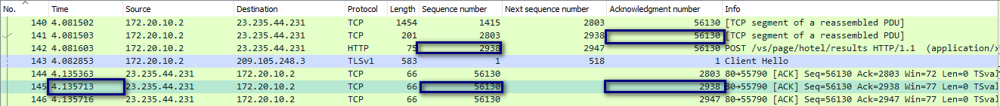 No. Time Source Destination Protocol Length Sequence number Next sequence number Acknowledgment number Info
140 4.081502 172.20.10.2 23.235.44.231 TCP 1454 1415 2803 56130 [TCP segment of a reassembled PDU]
141 4.081503 172.20.10.2 23.235.44.231 TCP 201 2803 2938 56130 [TCP segment of a reassembled PDU]
142 4.081603 172.20.10.2 23.235.44.231 HTTP 75 2938 2947 56130 POST /vs/page/hotel/results HTTP/1.1 (application/x
143 4.082853 172.20.10.2 209.105.248.3 TLSv1 583 1 518 1 Client Hello
144 4.135363 23.235.44.231 172.20.10.2 TCP 66 56130 2803 80→55790 [ACK] Seq=56130 Ack=2803 Win=72 Len=0 TSval
145 4.135713 23.235.44.231 172.20.10.2 TCP 66 56130 2938 80→55790 [ACK] Seq=56130 Ack=2938 Win=77 Len=0 TSval
146 4.135716 23.235.44.231 172.20.10.2 TCP 66 56130 2947 80→55790 [ACK] Seq=56130 Ack=2947 Win=77 Len=0 TSval